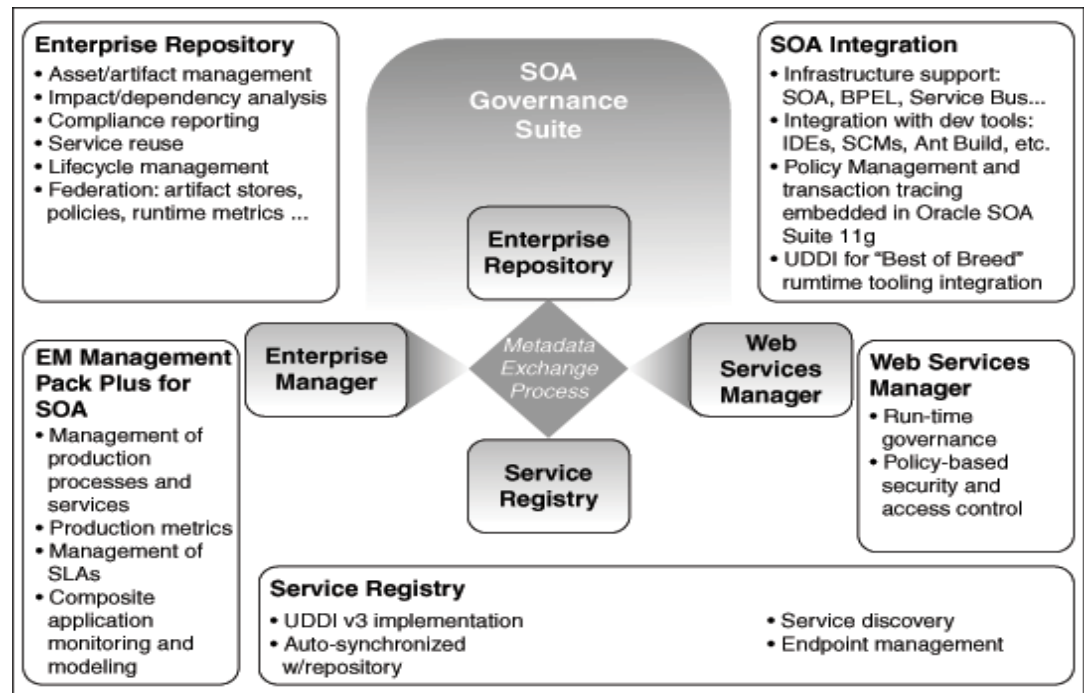 Enterprise Repository
• Asset/artifact management
• Impact/dependency analysis
• Compliance reporting
• Service reuse
• Lifecycle management
• Federation: artifact stores,
policies, runtime metrics ...
SOA
Governance
Suite
SOA Integration
• Infrastructure support:
SOA, BPEL, Service Bus...
• Integration with dev tools:
IDEs, SCMs, Ant Build, etc.
• Policy Management and
transaction tracing
embedded in Oracle SOA
Suite 11g
• UDDI for “Best of Breed”
rumtime tooling integration
Enterprise
Repository
Enterprise
Manager
Metadata
Exchange
Process
Web
Services
Manager
Service
Registry
EM Management
Pack Plus for
SOA
• Management of
production
processes and
services
• Production metrics
• Management of
SLAs
• Composite
application
monitoring and
modeling
Web Services
Manager
• Run-time
governance
• Policy-based
security and
access control
Service Registry
• UDDI v3 implementation
• Auto-synchronized
w/repository
• Service discovery
• Endpoint management